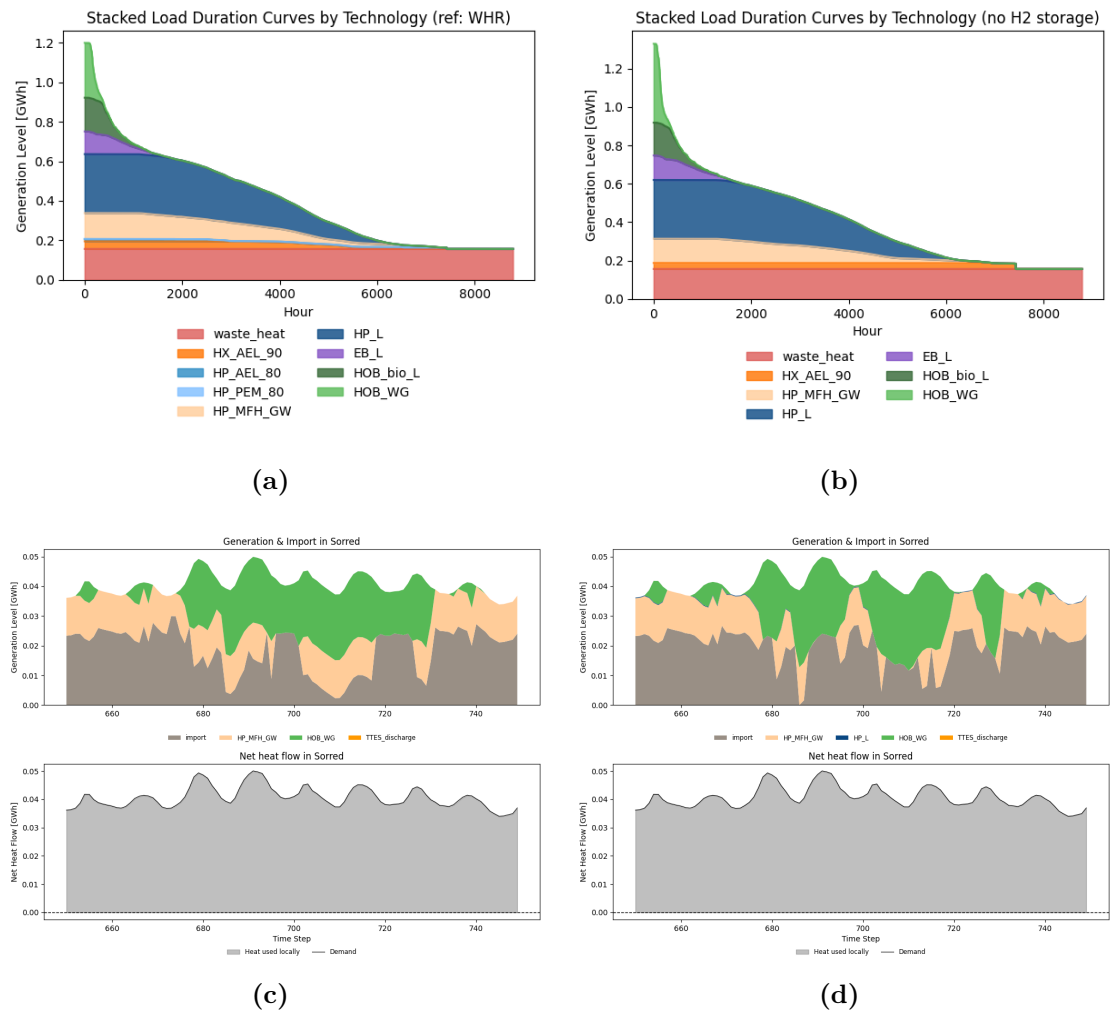 Stacked Load Duration Curves by Technology (ref: WHR)
Generation Level [GWh]
1.2
1.0
0.8
0.6
0.4
0.2
0.0
0 2000 4000 6000 8000
Hour
waste_heat
HX_AEL_90
HP_AEL_80
HP_PEM_80
HP_MFH_GW
HP_L
EB_L
HOB_bio_L
HOB_WG
(a)
Stacked Load Duration Curves by Technology (no H2 storage)
Generation Level [GWh]
1.2
1.0
0.8
0.6
0.4
0.2
0.0
0 2000 4000 6000 8000
Hour
waste_heat
HX_AEL_90
HP_MFH_GW
HP_L
EB_L
HOB_bio_L
HOB_WG
(b)
Generation & Import in Sorred
Generation Level [GWh]
0.05
0.04
0.03
0.02
0.01
0.00
660 680 700 720 740
import HP_MFH_GW HOB_WG TTES_discharge
Net heat flow in Sorred
Net Heat Flow [GWh]
0.05
0.04
0.03
0.02
0.01
0.00
660 680 700 720 740
Time Step
Heat used locally Demand
(c)
Generation & Import in Sorred
Generation Level [GWh]
0.05
0.04
0.03
0.02
0.01
0.00
660 680 700 720 740
import HP_MFH_GW HP_L HOB_WG TTES_discharge
Net heat flow in Sorred
Net Heat Flow [GWh]
0.05
0.04
0.03
0.02
0.01
0.00
660 680 700 720 740
Time Step
Heat used locally Demand
(d)